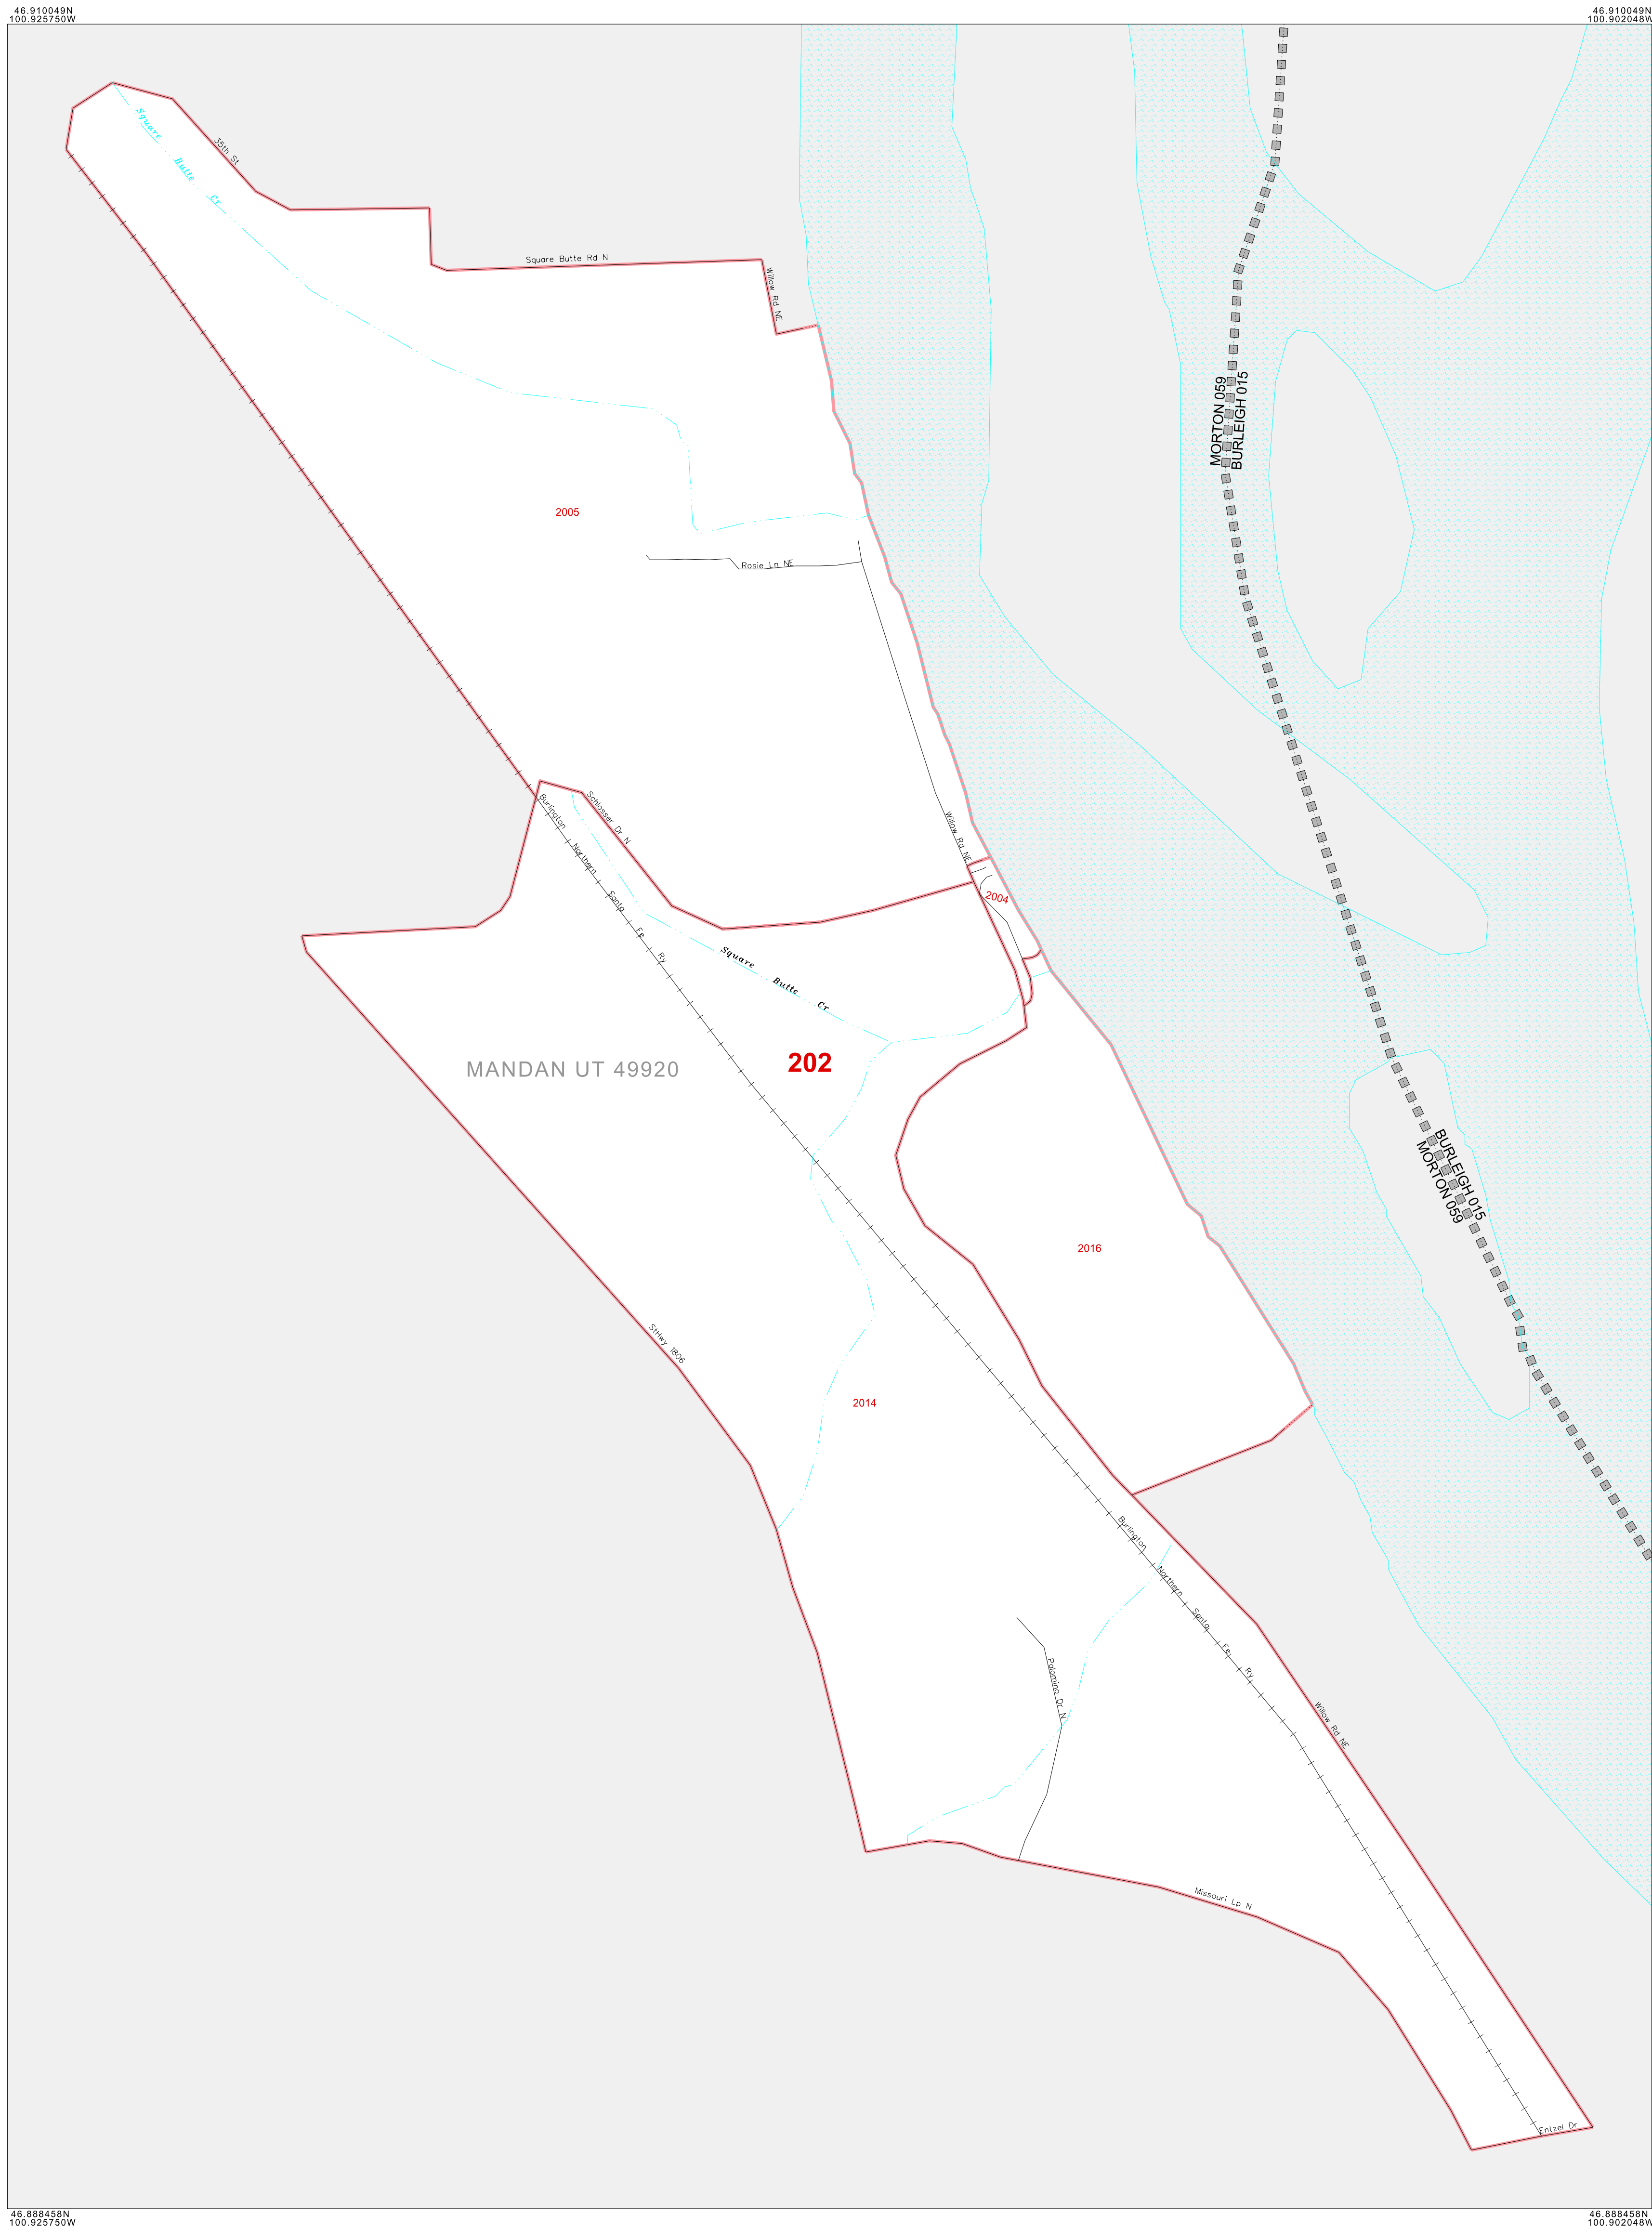 46.910049N
100.925750W
46.910049N
100.902048W
35th St
Square Butte Cr
Square Butte Rd N
Willow Rd NE
MORTON 059
BURLEIGH 015
2005
Rosie Ln NE
Burlington Northern Santa Fe Ry
Schlosser Dr N
Willow Rd NE
2004
Square Butte Cr
202
MANDAN UT 49920
BURLEIGH 015
MORTON 059
2016
StHwy 1806
2014
Burlington Northern Santa Fe Ry
Palomino Dr N
Willow Rd NE
Missouri Lp N
Entzel Dr
46.888458N
100.925750W
46.888458N
100.902048W